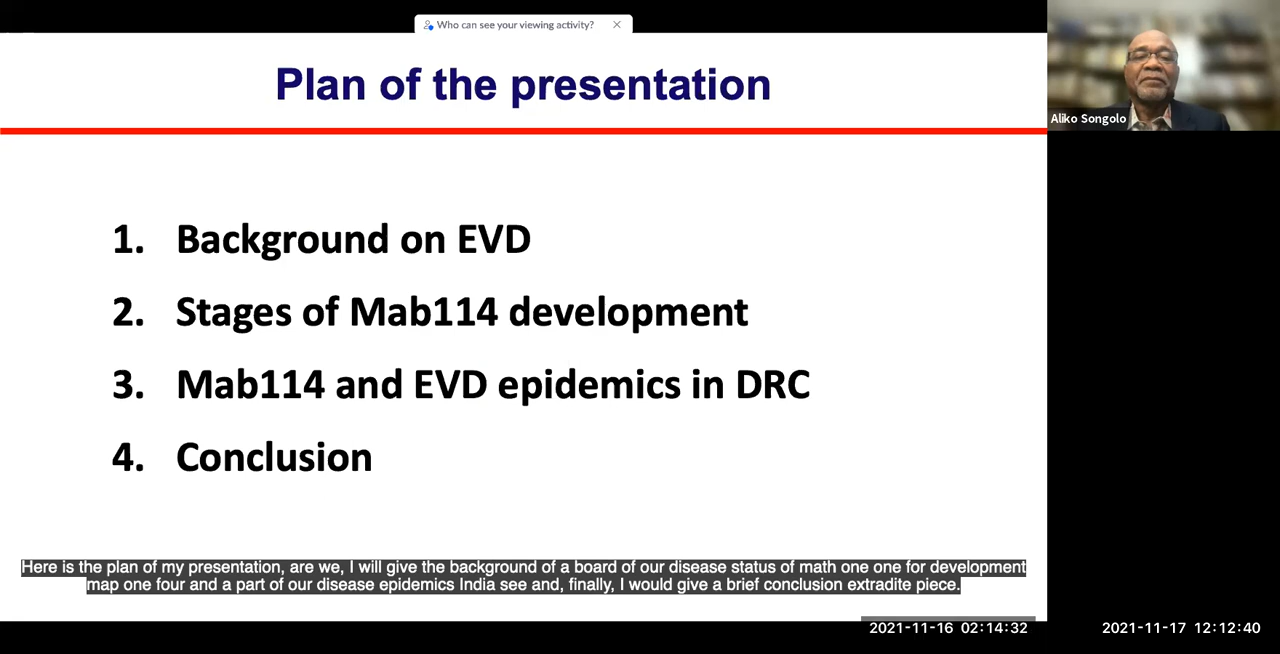 Who can see your viewing activity?
Plan of the presentation
Aliko Songolo
1. Background on EVD
2. Stages of Mab114 development
3. Mab114 and EVD epidemics in DRC
4. Conclusion
Here is the plan of my presentation, are we, I will give the background of a board of our disease status of math one one for development
map one four and a part of our disease epidemics India see and, finally, I would give a brief conclusion extradite piece.
2021-11-16 02:14:32
2021-11-17 12:12:40